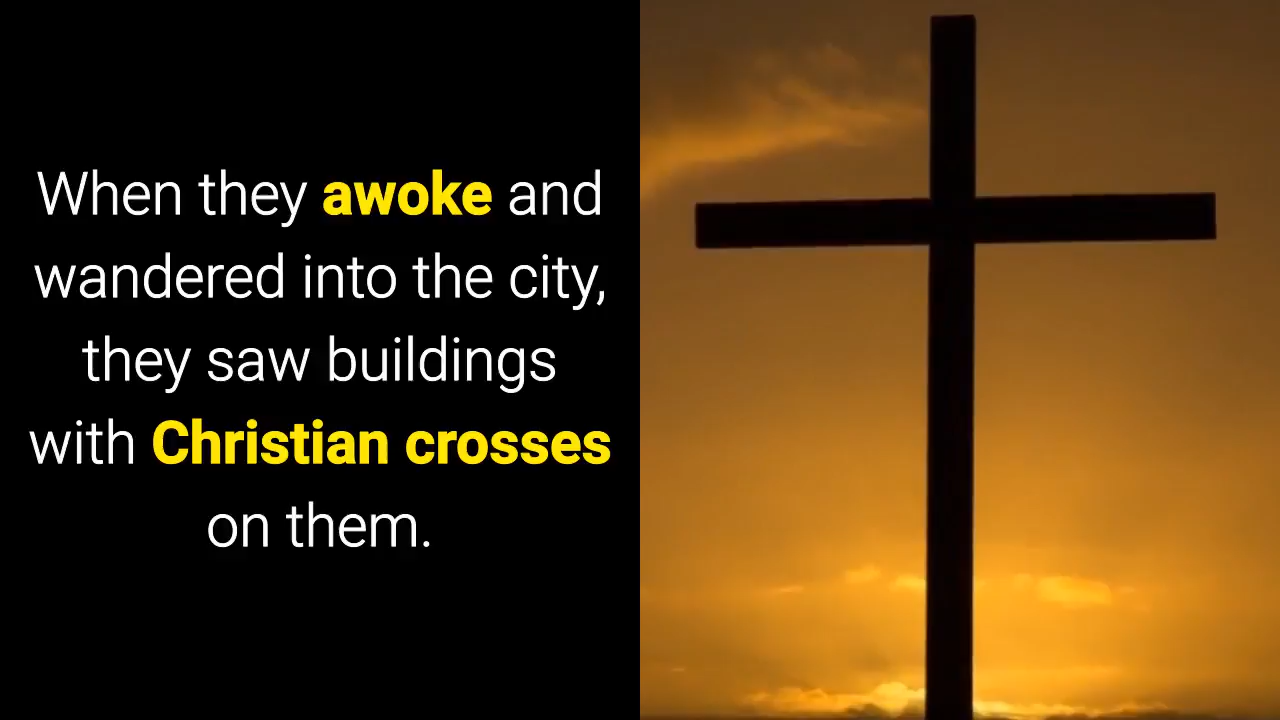 When they awoke and
wandered into the city,
they saw buildings
with Christian crosses
on them.